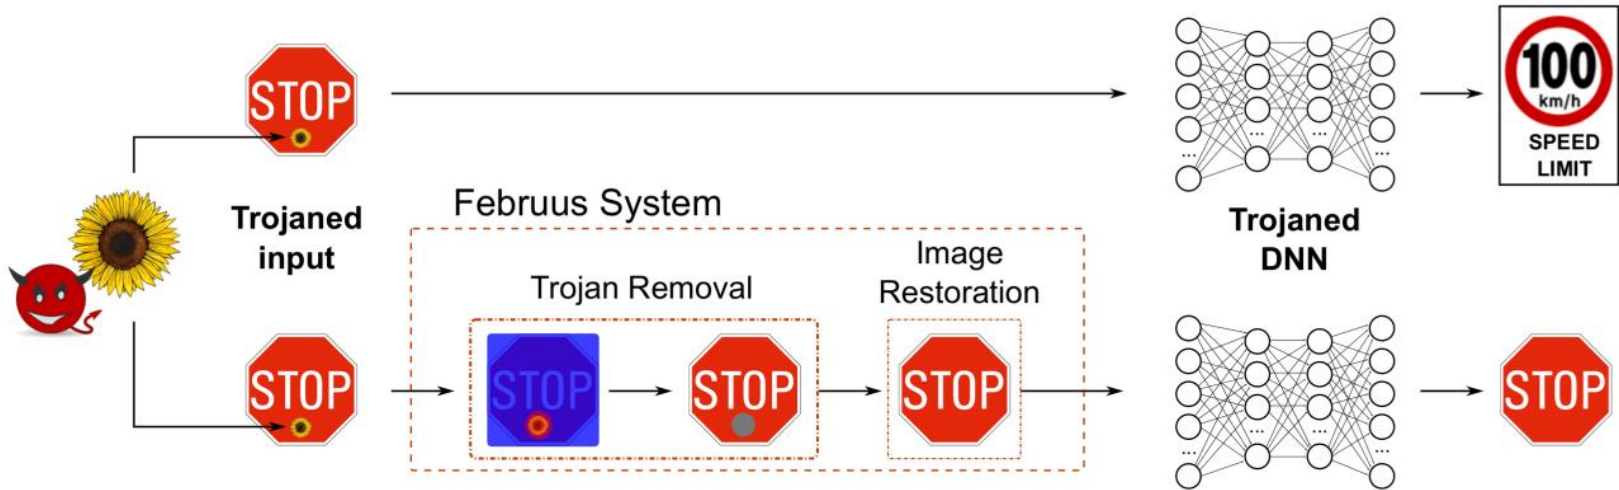 STOP
100
km/h
SPEED
LIMIT
...
...
...
...
Trojaned
input
Februus System
Trojaned
DNN
Trojan Removal
Image
Restoration
STOP
STOP
STOP
STOP
STOP
...
...
...
...